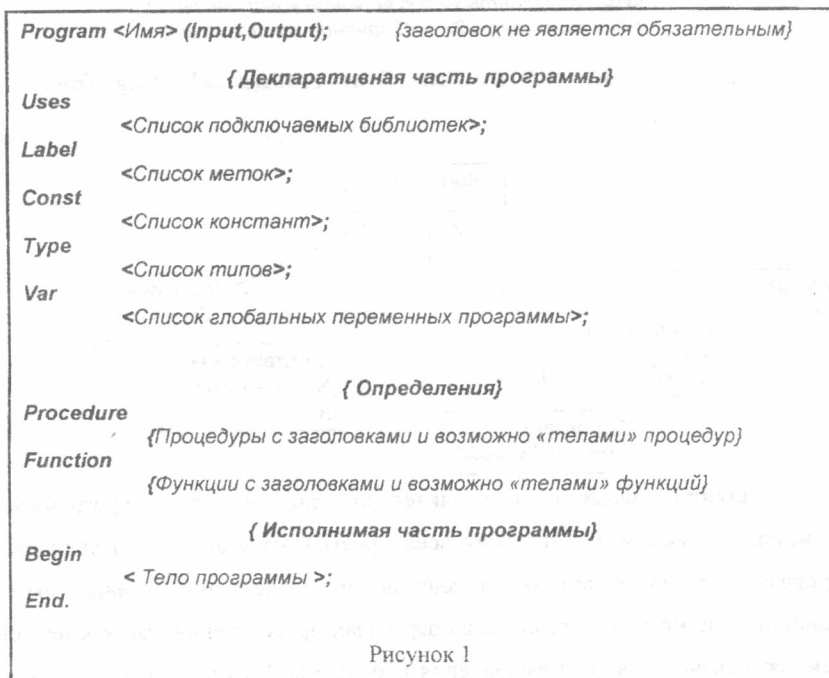 Program <Имя> (Input,Output); {заголовок не является обязательным}
{ Декларативная часть программы}
Uses
<Список подключаемых библиотек>;
Label
<Список меток>;
Const
<Список констант>;
Type
<Список типов>;
Var
<Список глобальных переменных программы>;
{ Определения}
Procedure
{Процедуры с заголовками и возможно «телами» процедур}
Function
{Функции с заголовками и возможно «телами» функций}
{ Исполнимая часть программы}
Begin
< Тело программы >;
End.
Рисунок 1